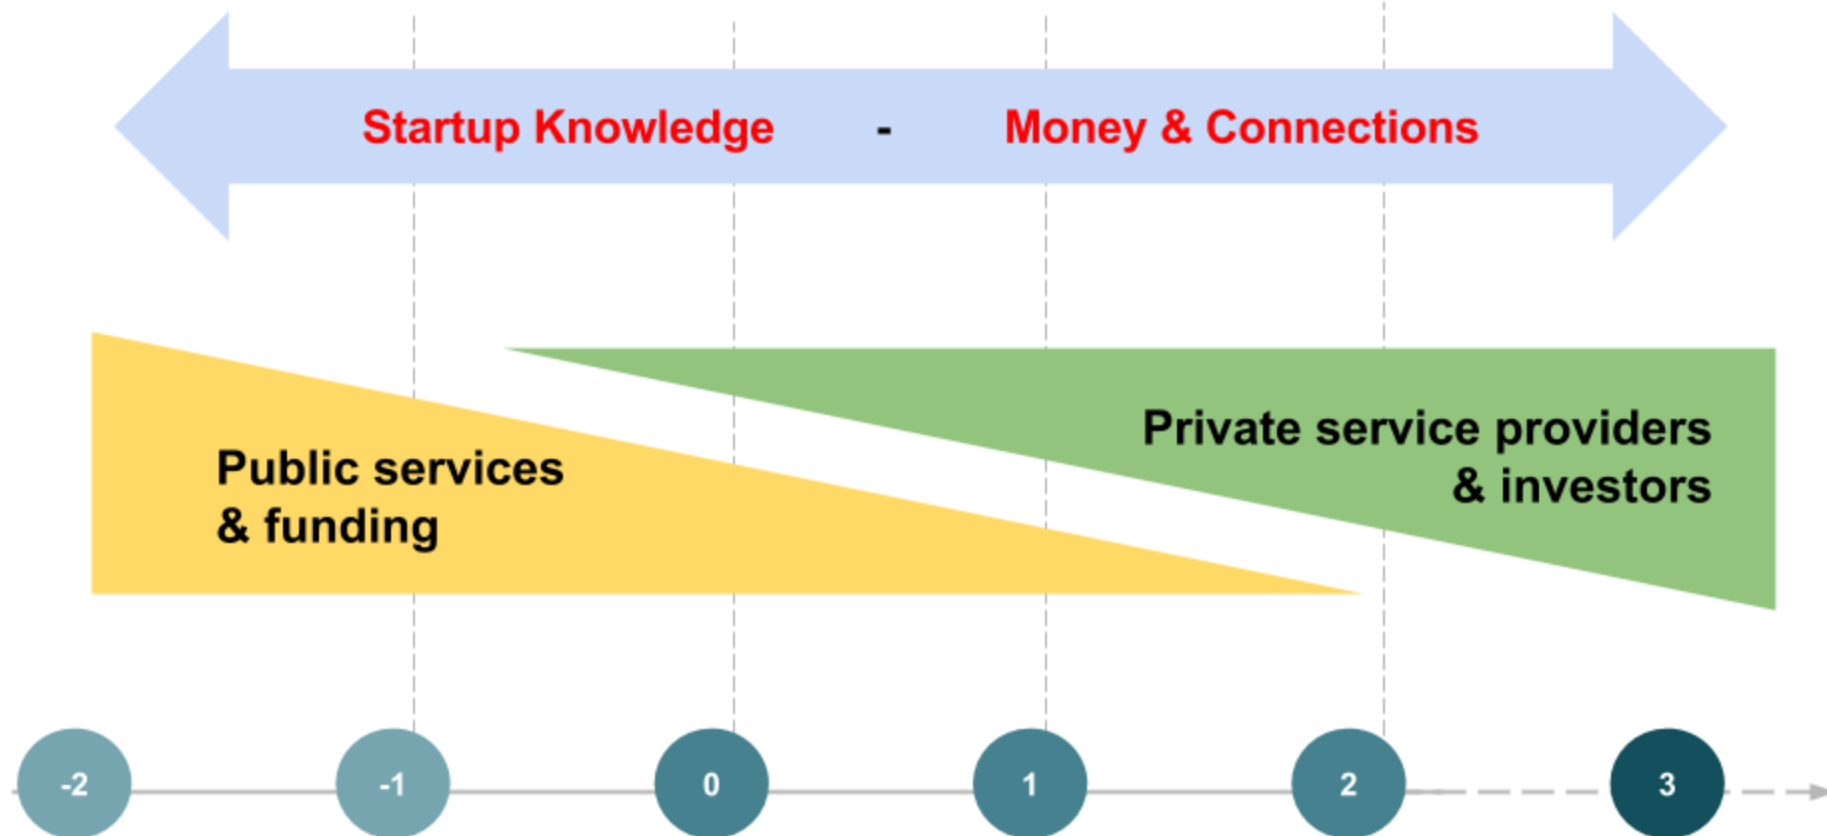 Startup Knowledge - Money & Connections
Public services
& funding
Private service providers
& investors
-2 -1 0 1 2 3